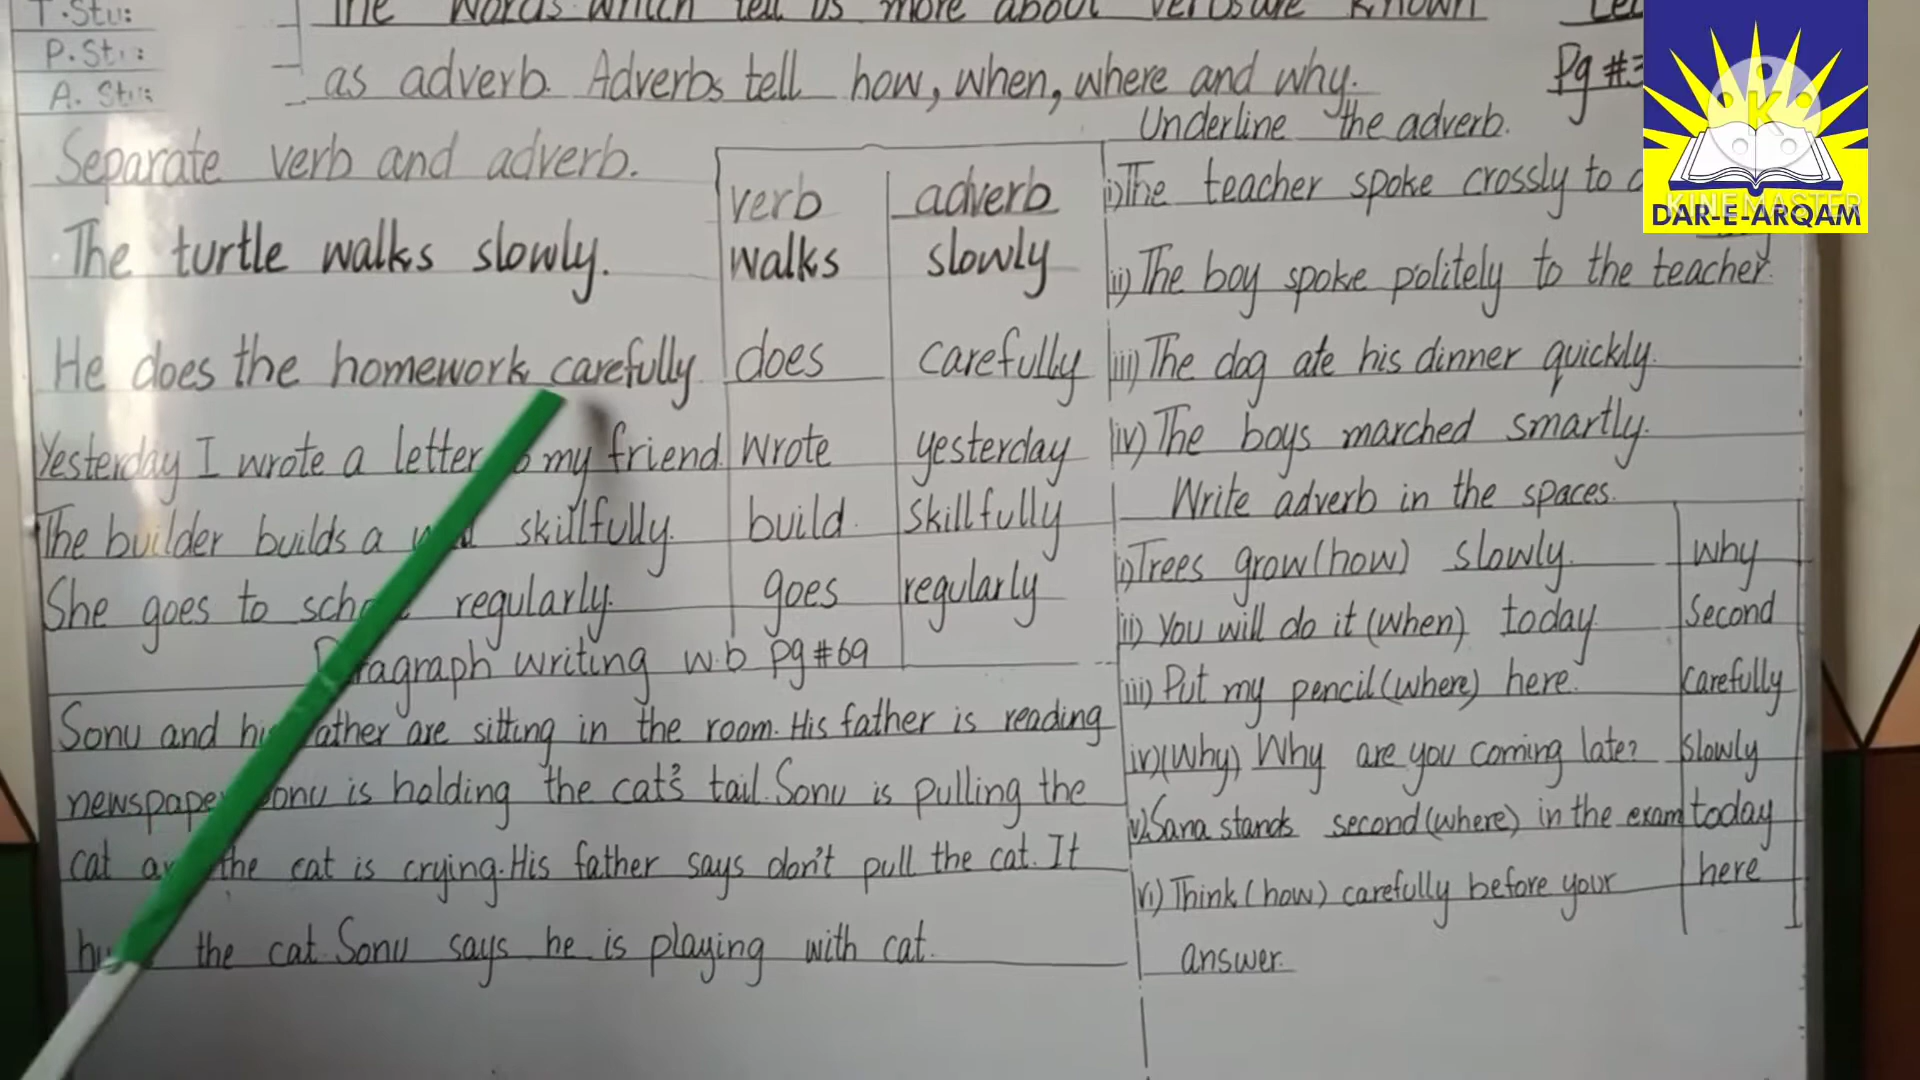 T.Stu:
P.St
A. St
The words which tell us more about verbs are known
as adverb. Adverbs tell how, when, where and why.
Pg #3
Separate verb and adverb.
verb adverb
The turtle walks slowly. walks slowly
He does the homework carefully does carefully
Yesterday I wrote a letter my friend. wrote yesterday
The builder builds a skillfully. build. skillfully
She goes to regularly. goes regularly
Paragraph writing w.b pg #69
Sonu and his father are sitting in the room. His father is reading
newspaper Sonu is holding the cat's tail. Sonu is pulling the
cat the cat is crying. His father says don't pull the cat. It
the cat. Sonu says he is playing with cat.
Underline the adverb.
i) The teacher spoke crossly to
ii) The boy spoke politely to the teacher.
iii) The dog ate his dinner quickly.
iv) The boys marched smartly.
Write adverb in the spaces.
i) Trees grow (how) slowly. why
ii) You will do it (when) today second
iii) Put my pencil (where) here. carefully
iv) (Why) Why are you coming late? slowly
v) Sana stands second (where) in the exam today
vi) Think (how) carefully before your here
answer.
DAR-E-ARQAM
KINEMASTER
K